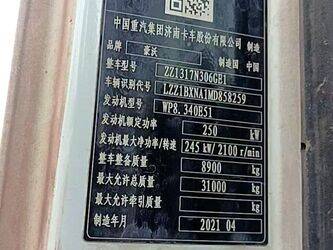 中国重汽集团济南卡车股份有限公司 制造
品牌 豪沃 制造国 中国
整车型号 ZZ1317N306GE1
车辆识别代号 LZZ1BXNA1MD858259
发动机型号 WP8.340E51
发动机额定功率 250 kW
发动机最大净功率/转速 245 kW/2100 r/min
整车整备质量 8900 kg
最大允许总质量 31000 kg
最大允许牵引质量 kg
制造年月 2021 04